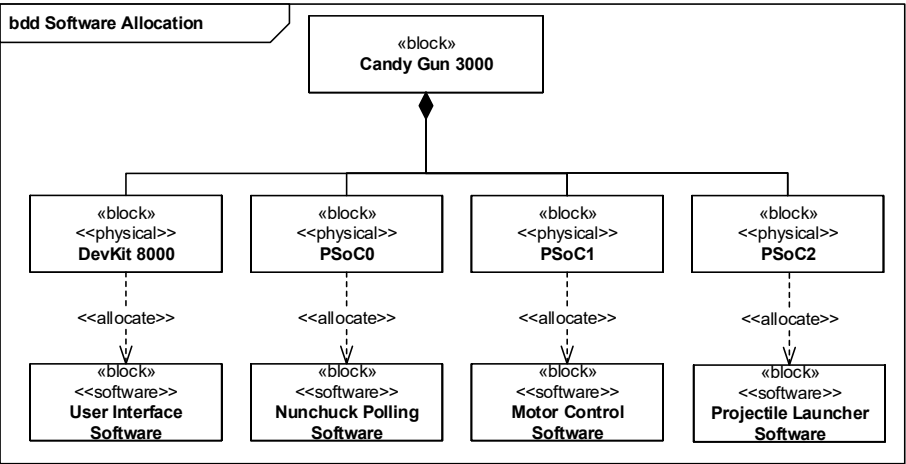 bdd Software Allocation
«block»
Candy Gun 3000
«block»
<<physical>>
DevKit 8000
«block»
<<physical>>
PSoC0
«block»
<<physical>>
PSoC1
«block»
<<physical>>
PSoC2
<<allocate>>
<<allocate>>
<<allocate>>
<<allocate>>
«block»
<<software>>
User Interface
Software
«block»
<<software>>
Nunchuck Polling
Software
«block»
<<software>>
Motor Control
Software
«block»
<<software>>
Projectile Launcher
Software